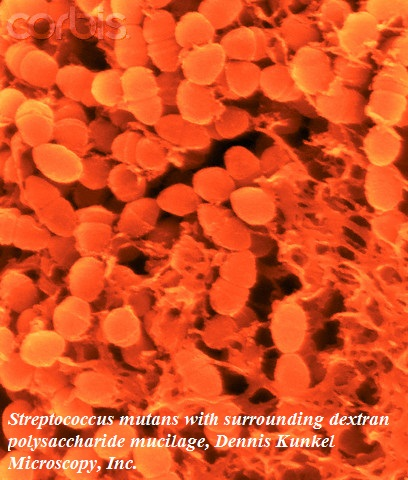 © Corbis
Streptococcus mutans with surrounding dextran
polysaccharide mucilage, Dennis Kunkel
Microscopy, Inc.